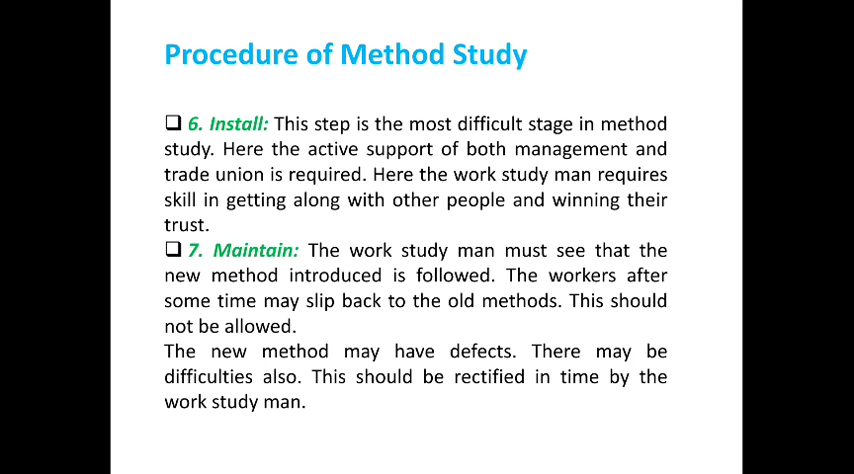 Procedure of Method Study
❑ 6. Install: This step is the most difficult stage in method
study. Here the active support of both management and
trade union is required. Here the work study man requires
skill in getting along with other people and winning their
trust.
❑ 7. Maintain: The work study man must see that the
new method introduced is followed. The workers after
some time may slip back to the old methods. This should
not be allowed.
The new method may have defects. There may be
difficulties also. This should be rectified in time by the
work study man.